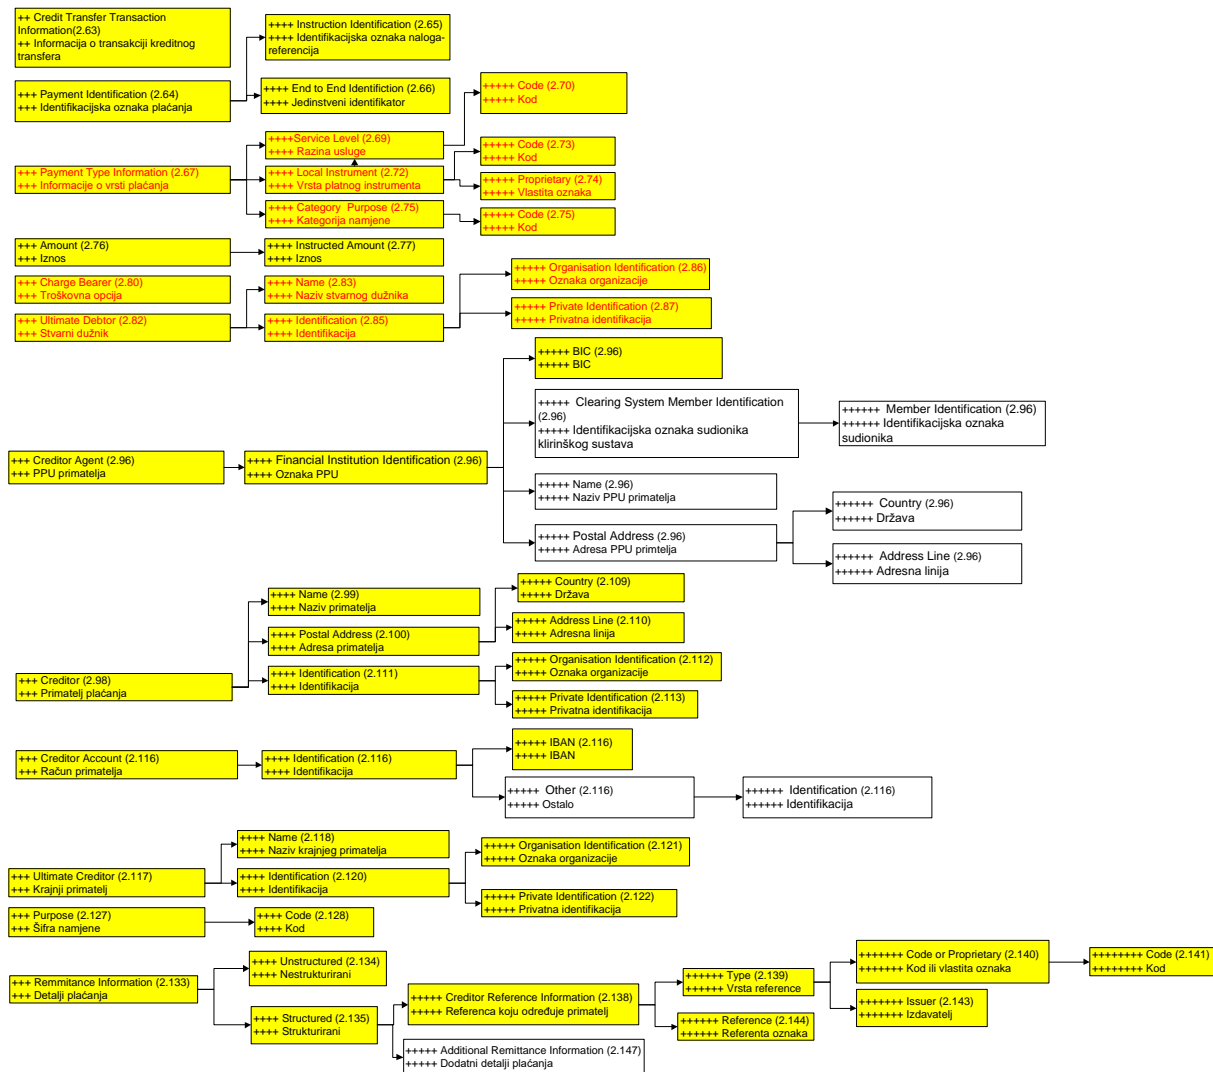 ++ Credit Transfer Transaction
Information(2.63)
++ Informacija o transakciji kreditnog
transfera
++++ Instruction Identification (2.65)
++++ Identifikacijska oznaka naloga-
referencija
+++ Payment Identification (2.64)
+++ Identifikacijska oznaka plaćanja
++++ End to End Identifiction (2.66)
++++ Jedinstveni identifikator
+++++ Code (2.70)
+++++ Kod
++++Service Level (2.69)
++++ Razina usluge
+++++ Code (2.73)
+++++ Kod
+++ Payment Type Information (2.67)
+++ Informacije o vrsti plaćanja
++++ Local Instrument (2.72)
++++ Vrsta platnog instrumenta
+++++ Proprietary (2.74)
+++++ Vlastita oznaka
++++ Category  Purpose (2.75)
++++ Kategorija namjene
+++++ Code (2.75)
+++++ Kod
+++ Amount (2.76)
+++ Iznos
++++ Instructed Amount (2.77)
++++ Iznos
+++ Charge Bearer (2.80)
+++ Troškovna opcija
++++ Name (2.83)
++++ Naziv stvarnog dužnika
+++++ Organisation Identification (2.86)
+++++ Oznaka organizacije
+++ Ultimate Debtor (2.82)
+++ Stvarni dužnik
++++ Identification (2.85)
++++ Identifikacija
+++++ Private Identification (2.87)
+++++ Privatna identifikacija
+++++ BIC (2.96)
+++++ BIC
+++++ Clearing System Member Identification
(2.96)
+++++ Identifikacijska oznaka sudionika
klirinškog sustava
++++++ Member Identification (2.96)
++++++ Identifikacijska oznaka
sudionika
+++ Creditor Agent (2.96)
+++ PPU primatelja
++++ Financial Institution Identification (2.96)
++++ Oznaka PPU
+++++ Name (2.96)
+++++ Naziv PPU primatelja
++++++ Country (2.96)
++++++ Država
+++++ Postal Address (2.96)
+++++ Adresa PPU primtelja
++++++ Address Line (2.96)
++++++ Adresna linija
++++ Name (2.99)
++++ Naziv primatelja
+++++ Country (2.109)
+++++ Država
++++ Postal Address (2.100)
++++ Adresa primatelja
+++++ Address Line (2.110)
+++++ Adresna linija
+++ Creditor (2.98)
+++ Primatelj plaćanja
++++ Identification (2.111)
++++ Identifikacija
+++++ Organisation Identification (2.112)
+++++ Oznaka organizacije
+++++ Private Identification (2.113)
+++++ Privatna identifikacija
+++ Creditor Account (2.116)
+++ Račun primatelja
++++ Identification (2.116)
++++ Identifikacija
+++++ IBAN (2.116)
+++++ IBAN
+++++ Other (2.116)
+++++ Ostalo
++++++ Identification (2.116)
++++++ Identifikacija
++++ Name (2.118)
++++ Naziv krajnjeg primatelja
+++++ Organisation Identification (2.121)
+++++ Oznaka organizacije
+++ Ultimate Creditor (2.117)
+++ Krajnji primatelj
++++ Identification (2.120)
++++ Identifikacija
+++++ Private Identification (2.122)
+++++ Privatna identifikacija
+++ Purpose (2.127)
+++ Šifra namjene
++++ Code (2.128)
++++ Kod
+++ Remmitance Information (2.133)
+++ Detalji plaćanja
++++ Unstructured (2.134)
++++ Nestrukturirani
++++ Structured (2.135)
++++ Strukturirani
+++++ Creditor Reference Information (2.138)
+++++ Referenca koju određuje primatelj
++++++ Type (2.139)
++++++ Vrsta reference
+++++++ Code or Proprietary (2.140)
+++++++ Kod ili vlastita oznaka
++++++++ Code (2.141)
++++++++ Kod
+++++++ Issuer (2.143)
+++++++ Izdavatelj
++++++ Reference (2.144)
++++++ Referenta oznaka
+++++ Additional Remittance Information (2.147)
+++++ Dodatni detalji plaćanja